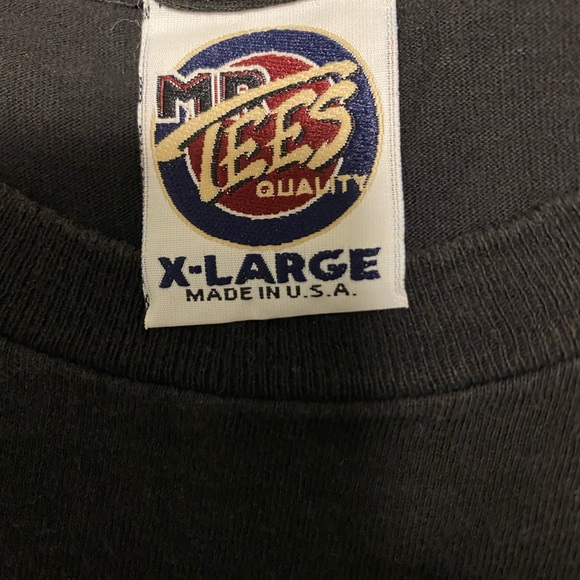 MR
TEES
QUALITY
X-LARGE
MADE IN U.S.A.